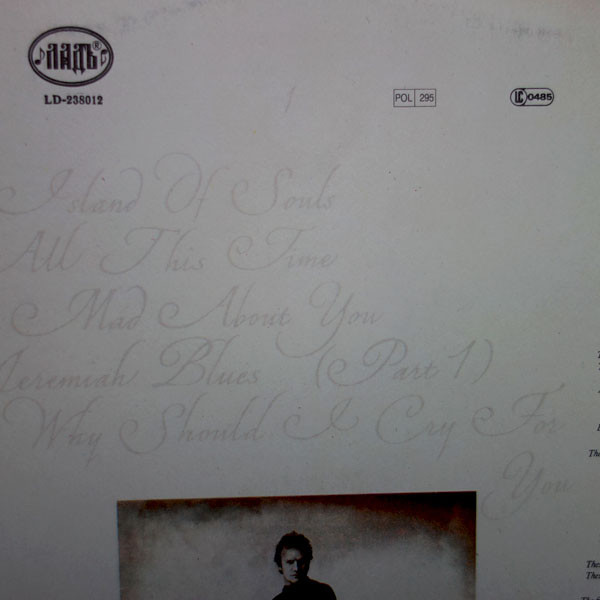 ЛАДЪ®
LD-238012
POL 295
LC 0485
Island Of Souls
All This Time
Mad About You
Jeremiah Blues (Part 1)
Why Should I Cry For
You